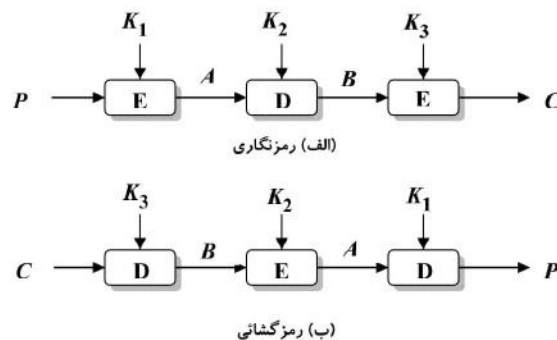 K1 K2 K3
P E A D B E C
(الف) رمزنگاری
K3 K2 K1
C D B E A D P
(ب) رمزگشائی